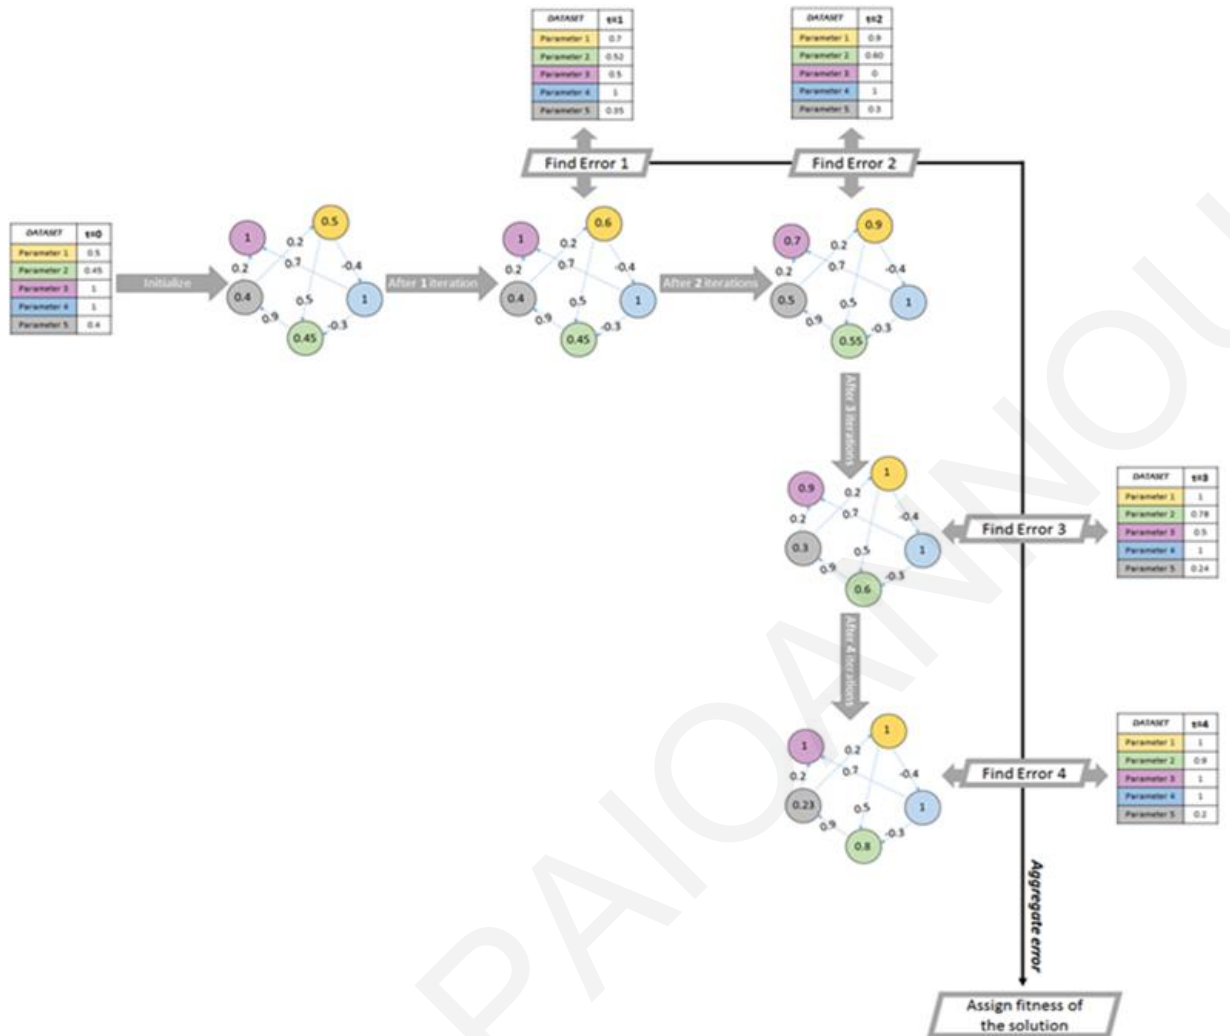 DATASET t=1
Parameter 1 0.7
Parameter 2 0.52
Parameter 3 0.5
Parameter 4 1
Parameter 5 0.35
DATASET t=2
Parameter 1 0.9
Parameter 2 0.60
Parameter 3 0
Parameter 4 1
Parameter 5 0.3
Find Error 1
Find Error 2
DATASET t=0
Parameter 1 0.5
Parameter 2 0.45
Parameter 3 1
Parameter 4 1
Parameter 5 0.4
Initialize
1
0.5
0.2
0.2
0.7
-0.4
0.4
1
0.5
0.9
-0.3
0.45
After 1 iteration
1
0.6
0.2
0.2
0.7
-0.4
0.4
1
0.5
0.9
-0.3
0.45
After 2 iterations
0.7
0.9
0.2
0.2
0.7
-0.4
0.5
1
0.5
0.9
-0.3
0.55
After 3 iterations
0.9
1
0.2
0.2
0.7
-0.4
0.3
1
0.5
0.9
-0.3
0.6
Find Error 3
DATASET t=3
Parameter 1 1
Parameter 2 0.78
Parameter 3 0.5
Parameter 4 1
Parameter 5 0.24
After 4 iterations
1
1
0.2
0.2
0.7
-0.4
0.23
1
0.5
0.9
-0.3
0.8
Find Error 4
DATASET t=4
Parameter 1 1
Parameter 2 0.9
Parameter 3 1
Parameter 4 1
Parameter 5 0.2
Aggregate error
Assign fitness of
the solution
PAIOANNOU